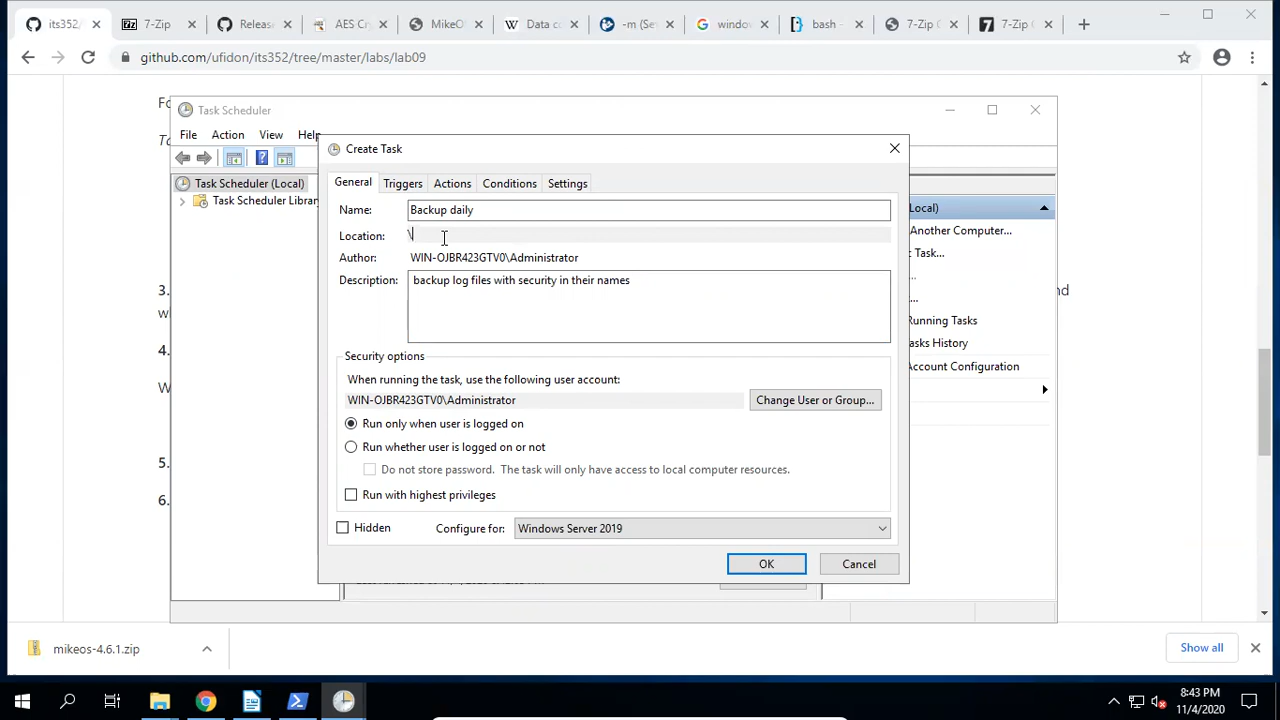 its352/
7-Zip
Release
AES Cr
MikeO
Data co
-m (Se
window
bash -
7-Zip C
7-Zip C
github.com/ufidon/its352/tree/master/labs/lab09
Fo
Task Scheduler
File Action View Help
Create Task
Task Scheduler (Local)
General Triggers Actions Conditions Settings
Local)
Task Scheduler Librar
Name: Backup daily
Another Computer...
Location: \
Task...
Author: WIN-OJBR423GTV0\Administrator
...
Description: backup log files with security in their names
3.
nd
w
...
Running Tasks
asks History
4.
Security options
Account Configuration
When running the task, use the following user account:
W
WIN-OJBR423GTV0\Administrator
Change User or Group...
Run only when user is logged on
Run whether user is logged on or not
5.
Do not store password. The task will only have access to local computer resources.
6.
Run with highest privileges
Hidden Configure for: Windows Server 2019
OK Cancel
mikeos-4.6.1.zip
Show all
8:43 PM
11/4/2020